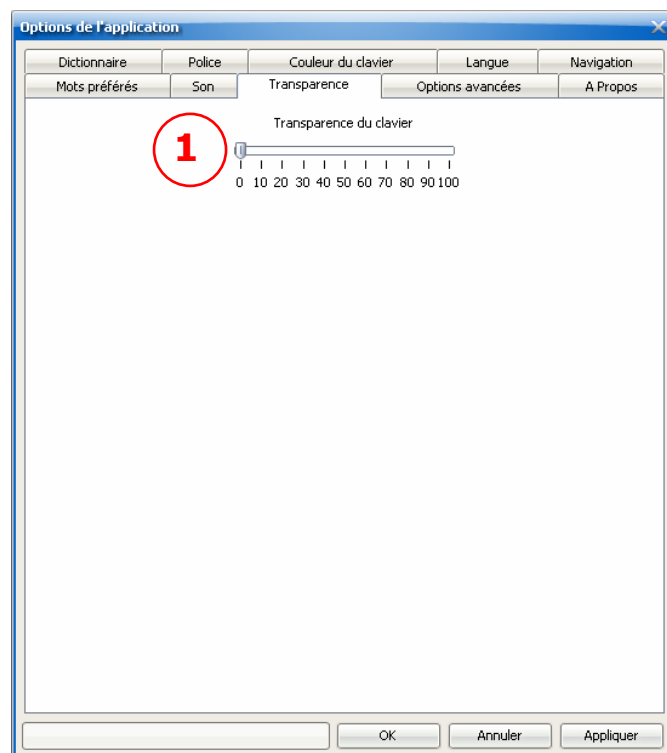 Options de l'application
Dictionnaire Police Couleur du clavier Langue Navigation
Mots préférés Son Transparence Options avancées A Propos
Transparence du clavier
1
0 10 20 30 40 50 60 70 80 90 100
OK Annuler Appliquer